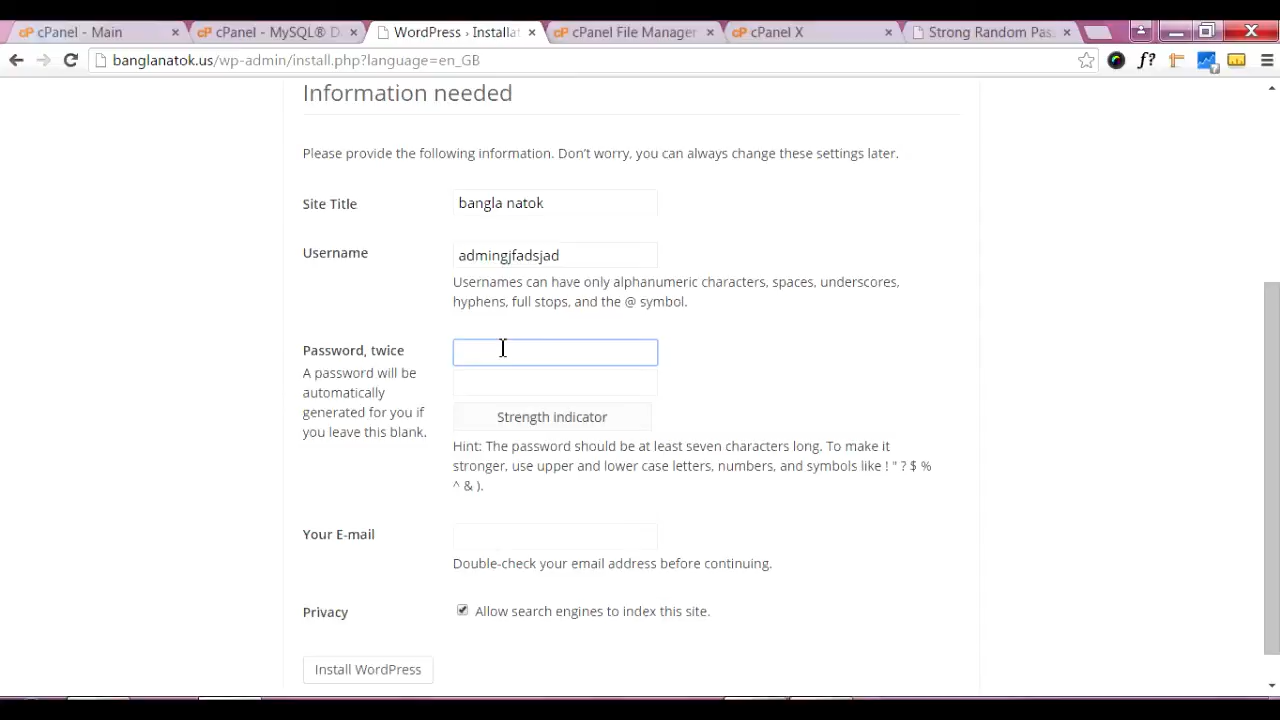 cPanel - Main
cPanel - MySQL® D
WordPress › Installat
cPanel File Manager
cPanel X
Strong Random Pas
banglanatok.us/wp-admin/install.php?language=en_GB
f?
Information needed
Please provide the following information. Don’t worry, you can always change these settings later.
Site Title
bangla natok
Username
admingjfadsjad
Usernames can have only alphanumeric characters, spaces, underscores,
hyphens, full stops, and the @ symbol.
Password, twice
A password will be
automatically
generated for you if
you leave this blank.
Strength indicator
Hint: The password should be at least seven characters long. To make it
stronger, use upper and lower case letters, numbers, and symbols like ! " ? $ %
^ & ).
Your E-mail
Double-check your email address before continuing.
Privacy
Allow search engines to index this site.
Install WordPress